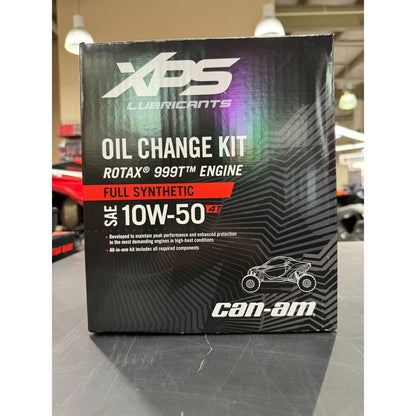 XPS
LUBRICANTS
OIL CHANGE KIT
ROTAX® 999T™ ENGINE
FULL SYNTHETIC
SAE 10W-50 4T
• Developed to maintain peak performance and enhanced protection
in the most demanding engines in high-heat conditions
• All-in-one kit includes all required components
can-am